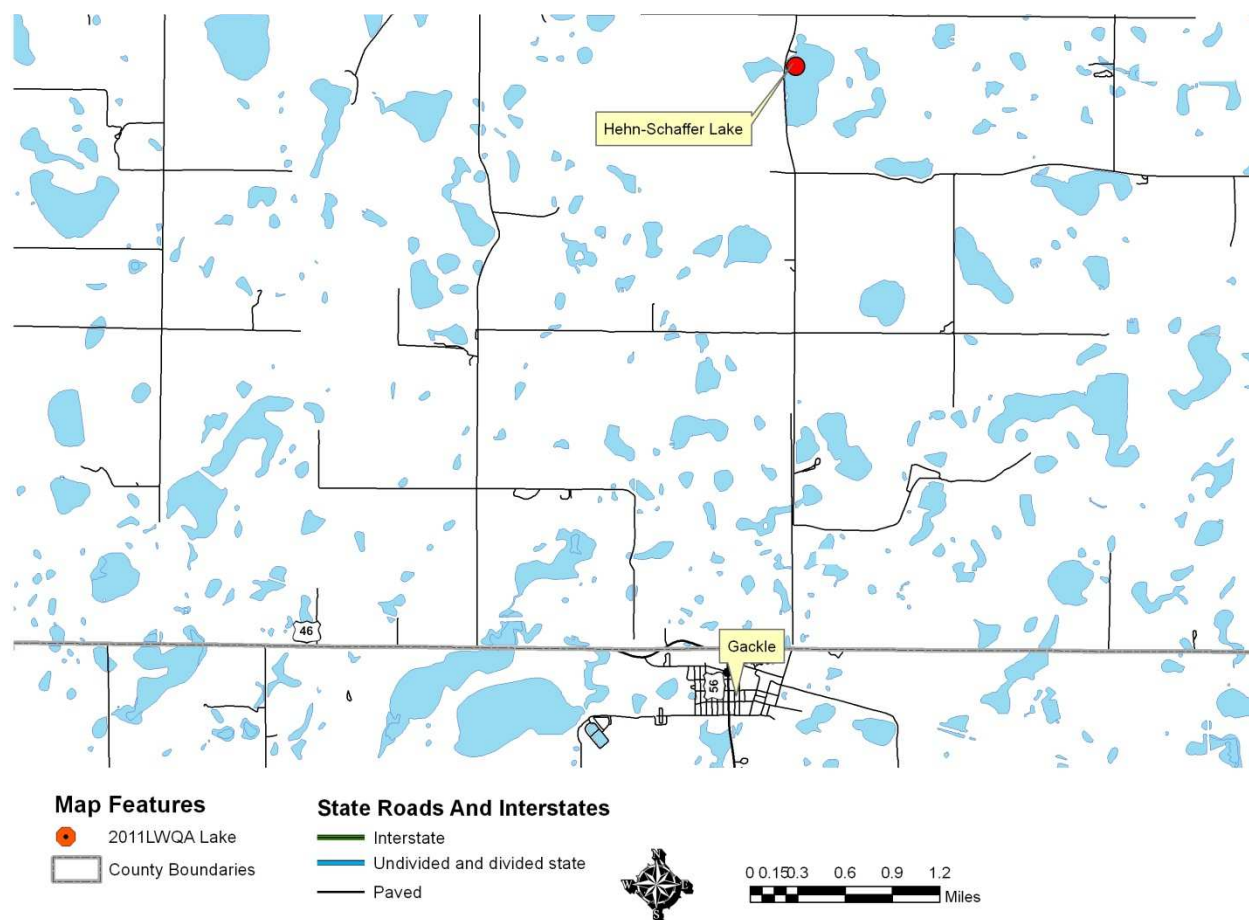 Hehn-Schaffer Lake
46
Gackle
56
Map Features
2011LWQA Lake
County Boundaries
State Roads And Interstates
Interstate
Undivided and divided state
Paved
N
W E
S
0 0.15 0.3 0.6 0.9 1.2
Miles